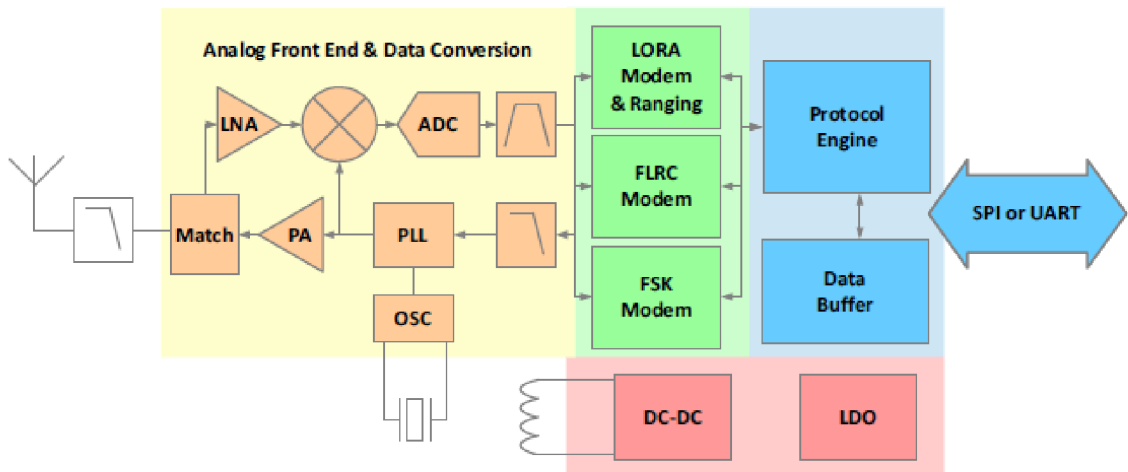 Analog Front End & Data Conversion
LNA
ADC
Match
PA
PLL
OSC
LORA
Modem
& Ranging
FLRC
Modem
FSK
Modem
Protocol
Engine
Data
Buffer
SPI or UART
DC-DC
LDO